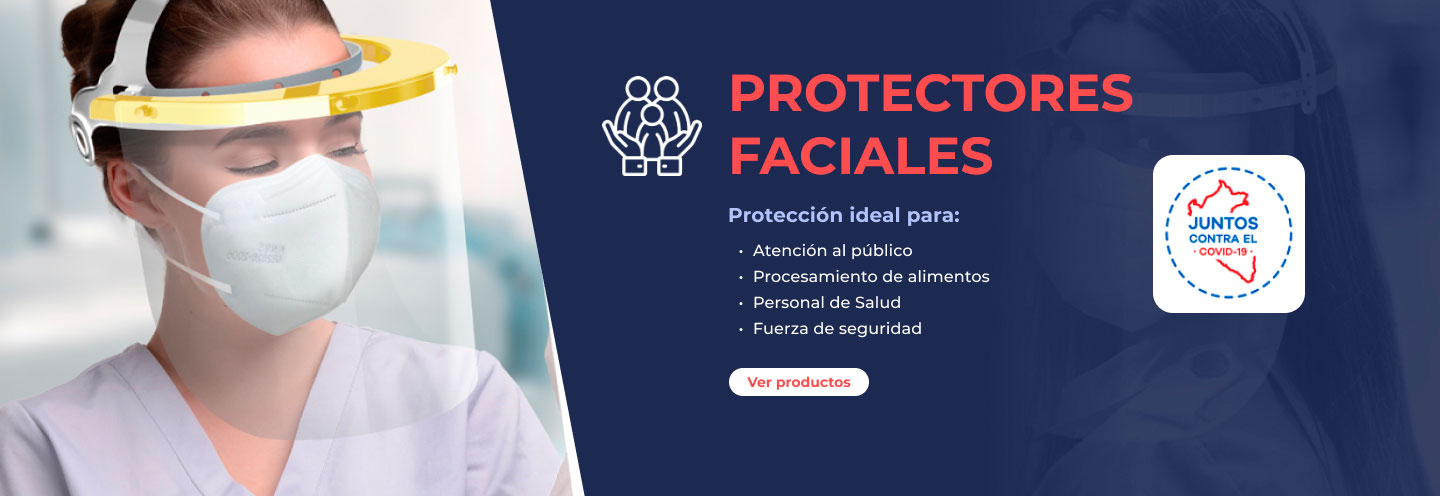 PROTECTORES
FACIALES
Protección ideal para:
• Atención al público
• Procesamiento de alimentos
• Personal de Salud
• Fuerza de seguridad
Ver productos
JUNTOS
CONTRA EL
• COVID-19 •